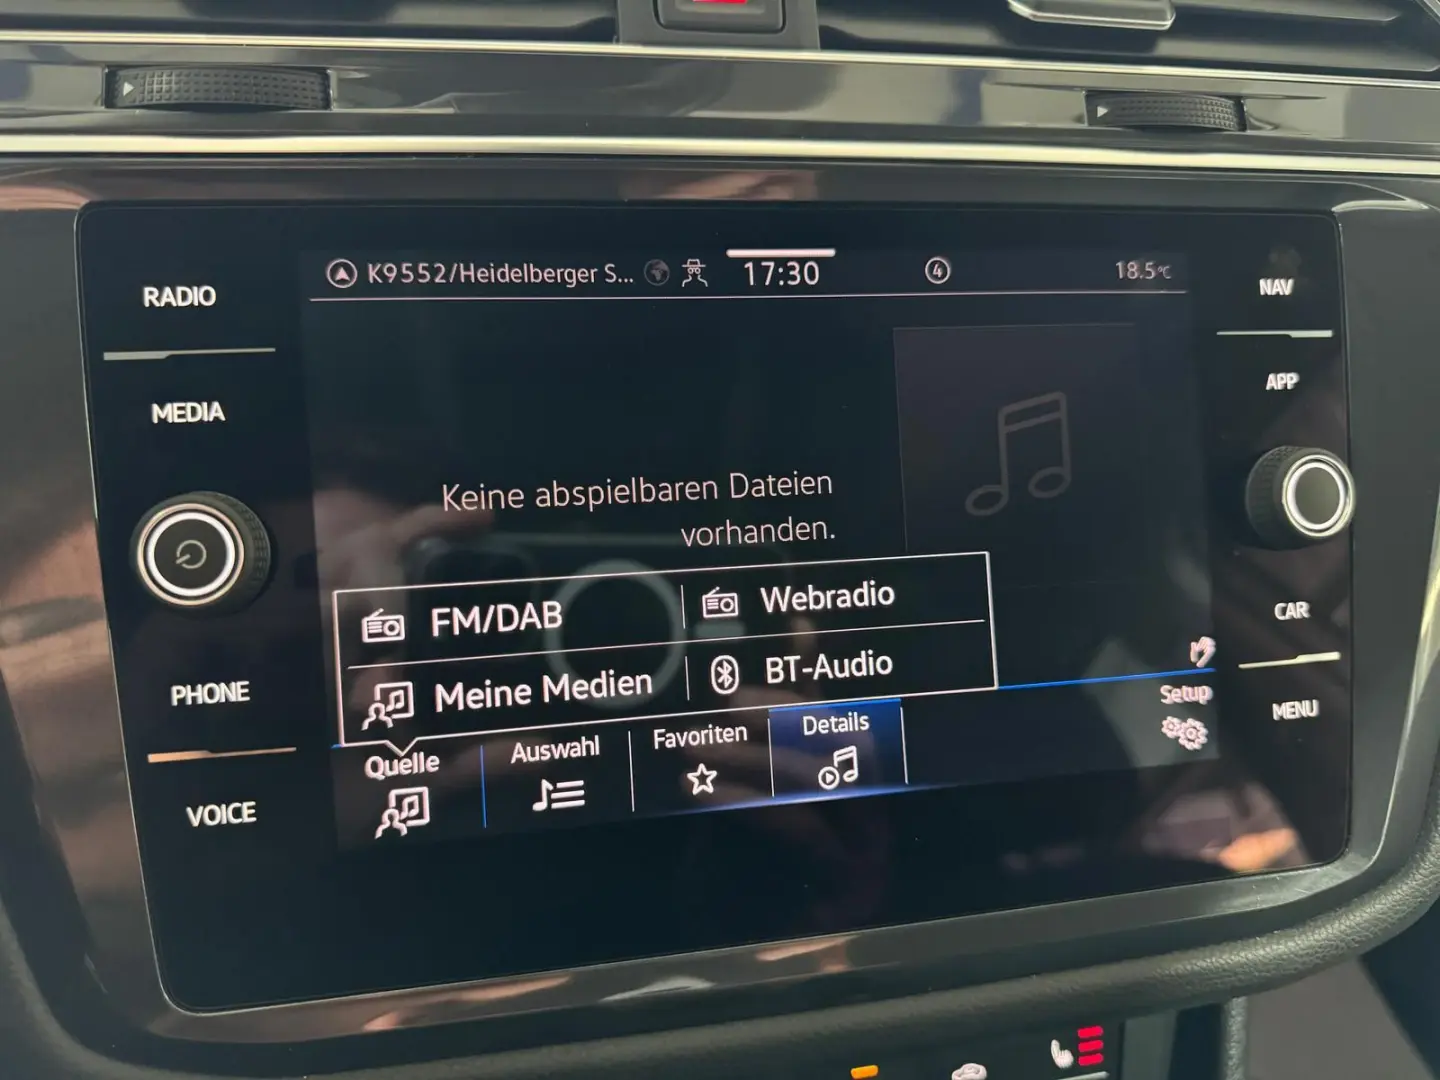 K9552/Heidelberger S...
17:30
4
18.5°C
RADIO
MEDIA
PHONE
VOICE
Keine abspielbaren Dateien
vorhanden.
FM/DAB
Webradio
Meine Medien
BT-Audio
Quelle
Auswahl
Favoriten
Details
Setup
NAV
APP
CAR
MENU